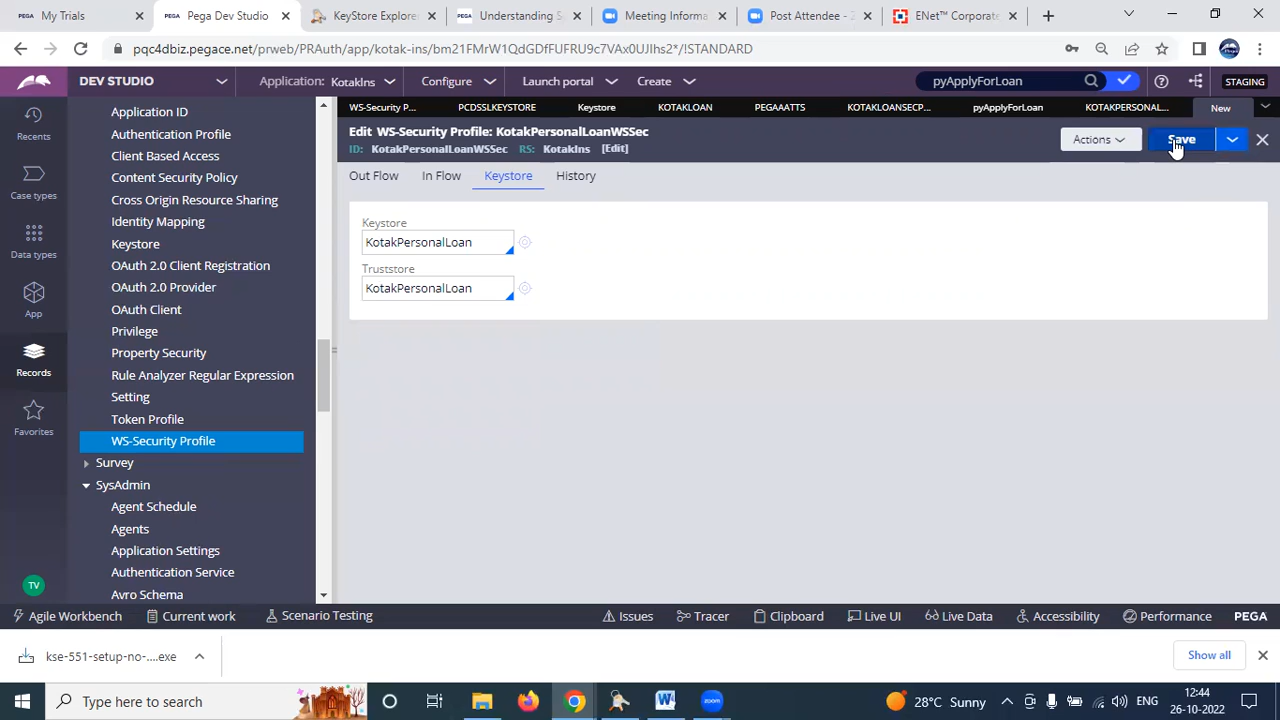 My Trials
Pega Dev Studio
KeyStore Explore
Understanding S
Meeting Informa
Post Attendee -
ENet™ Corporat
pqc4dbiz.pegace.net/prweb/PRAuth/app/kotak-ins/bm21FMrW1QdGDfFUFRU9c7VAx0UJIhs2*/!STANDARD
DEV STUDIO
Application: KotakIns
Configure
Launch portal
Create
pyApplyForLoan
STAGING
WS-Security P...
PCDSSLKEYSTORE
Keystore
KOTAKLOAN
PEGAAATTS
KOTAKLOANSECP...
pyApplyForLoan
KOTAKPERSONAL...
New
Edit WS-Security Profile: KotakPersonalLoanWSSec
ID: KotakPersonalLoanWSSec RS: KotakIns [Edit]
Actions
Save
Out Flow
In Flow
Keystore
History
Keystore
KotakPersonalLoan
Truststore
KotakPersonalLoan
Recents
Case types
Data types
App
Records
Favorites
TV
Application ID
Authentication Profile
Client Based Access
Content Security Policy
Cross Origin Resource Sharing
Identity Mapping
Keystore
OAuth 2.0 Client Registration
OAuth 2.0 Provider
OAuth Client
Privilege
Property Security
Rule Analyzer Regular Expression
Setting
Token Profile
WS-Security Profile
Survey
SysAdmin
Agent Schedule
Agents
Application Settings
Authentication Service
Avro Schema
Agile Workbench
Current work
Scenario Testing
Issues
Tracer
Clipboard
Live UI
Live Data
Accessibility
Performance
PEGA
kse-551-setup-no-....exe
Show all
Type here to search
28°C Sunny
ENG
12:44
26-10-2022